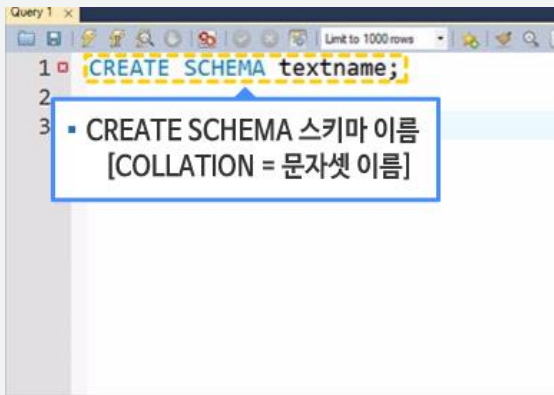 Query 1
Limit to 1000 rows
1 CREATE SCHEMA textname;
2
3
▪ CREATE SCHEMA 스키마 이름
[COLLATION = 문자셋 이름]